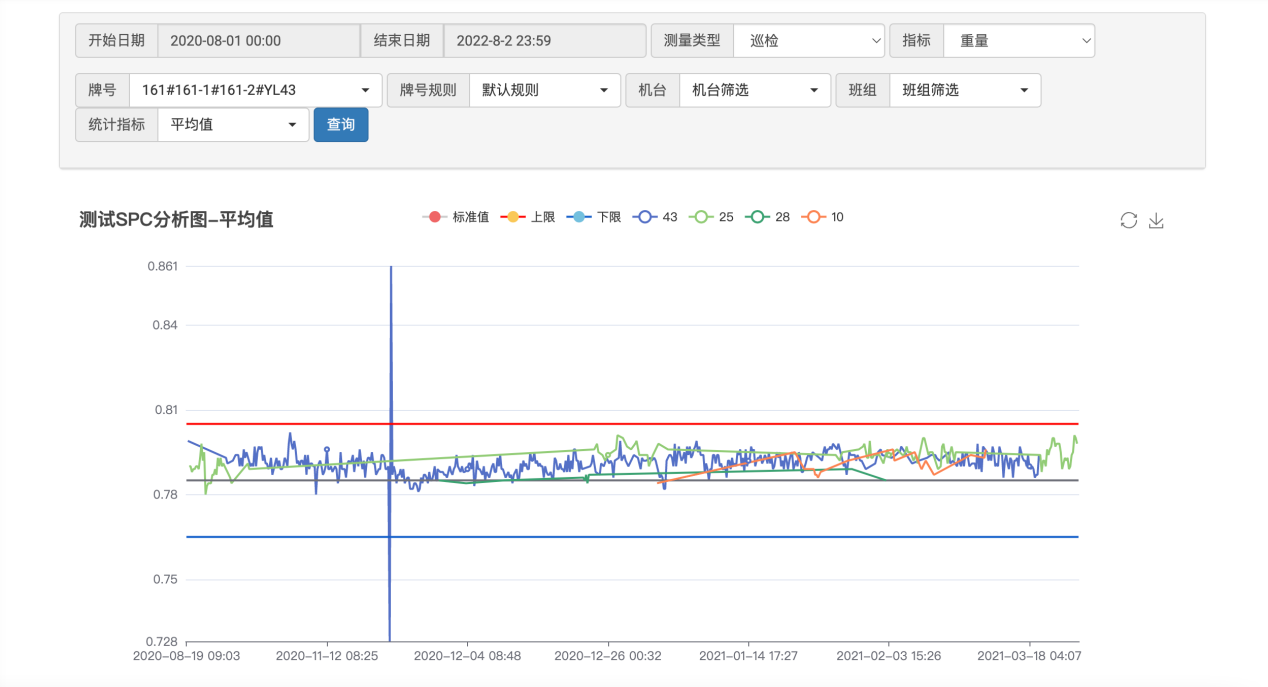 开始日期 2020-08-01 00:00 结束日期 2022-8-2 23:59 测量类型 巡检 指标 重量
牌号 161#161-1#161-2#YL43 牌号规则 默认规则 机台 机台筛选 班组 班组筛选
统计指标 平均值 查询
测试SPC分析图-平均值 标准值 上限 下限 43 25 28 10
0.861
0.84
0.81
0.78
0.75
0.728
2020-08-19 09:03 2020-11-12 08:25 2020-12-04 08:48 2020-12-26 00:32 2021-01-14 17:27 2021-02-03 15:26 2021-03-18 04:07